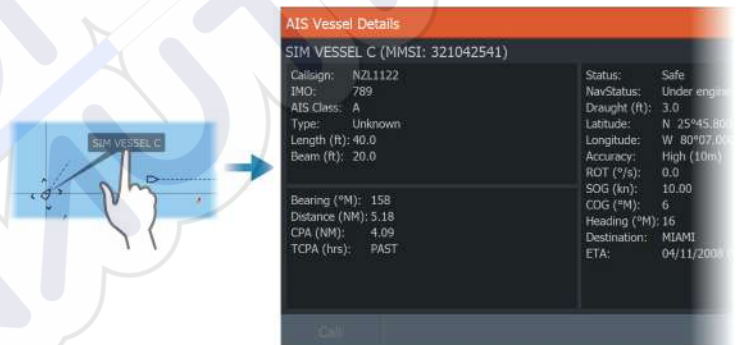 AIS Vessel Details
SIM VESSEL C (MMSI: 321042541)
Callsign: NZL1122
IMO: 789
AIS Class: A
Type: Unknown
Length (ft): 40.0
Beam (ft): 20.0
Bearing (°M): 158
Distance (NM): 5.18
CPA (NM): 4.09
TCPA (hrs): PAST
Status: Safe
NavStatus: Under engine
Draught (ft): 3.0
Latitude: N 25°45.800
Longitude: W 80°07.000
Accuracy: High (10m)
ROT (°/s): 0.0
SOG (kn): 10.00
COG (°M): 6
Heading (°M): 16
Destination: MIAMI
ETA: 04/11/2008
Call
SIM VESSEL C